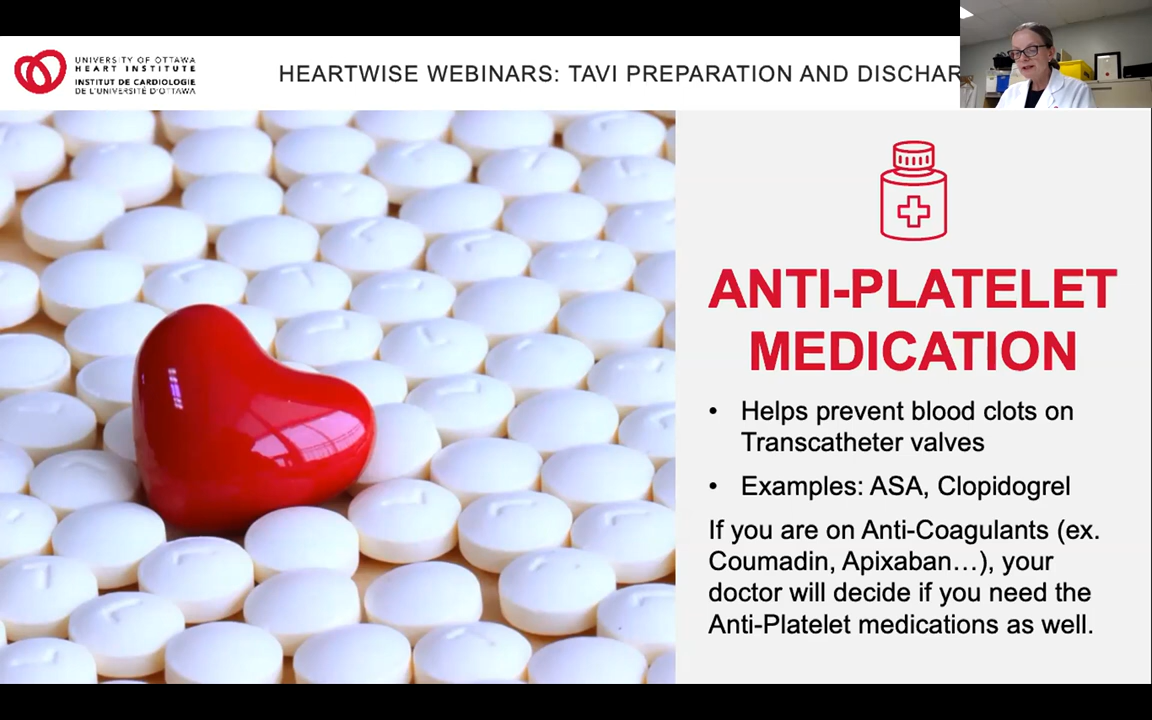 UNIVERSITY OF OTTAWA
HEART INSTITUTE
INSTITUT DE CARDIOLOGIE
DE L'UNIVERSITÉ D'OTTAWA
HEARTWISE WEBINARS: TAVI PREPARATION AND DISCHAR
ANTI-PLATELET
MEDICATION
• Helps prevent blood clots on
Transcatheter valves
• Examples: ASA, Clopidogrel
If you are on Anti-Coagulants (ex.
Coumadin, Apixaban…), your
doctor will decide if you need the
Anti-Platelet medications as well.